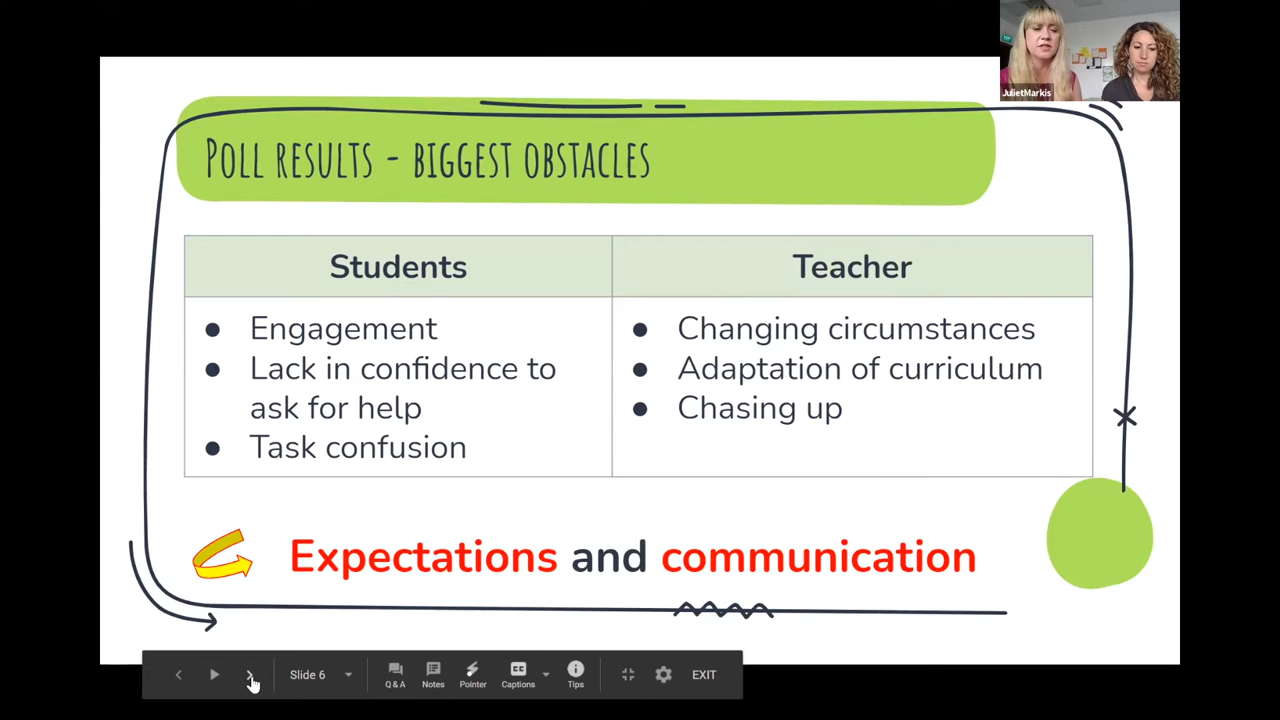 JulietMarkis
POLL RESULTS - BIGGEST OBSTACLES
Students
Teacher
● Engagement
● Lack in confidence to
ask for help
● Task confusion
● Changing circumstances
● Adaptation of curriculum
● Chasing up
Expectations and communication
Slide 6
Q & A
Notes
Pointer
CC
Captions
Tips
EXIT